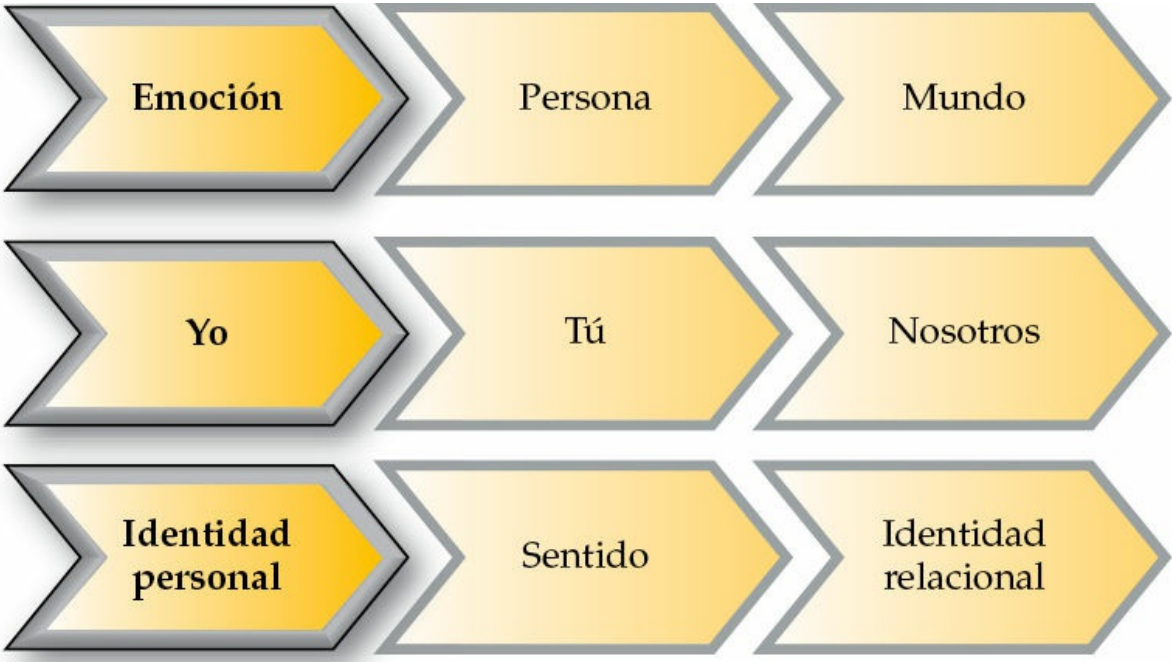 Emoción
Persona
Mundo
Yo
Tú
Nosotros
Identidad
personal
Sentido
Identidad
relacional